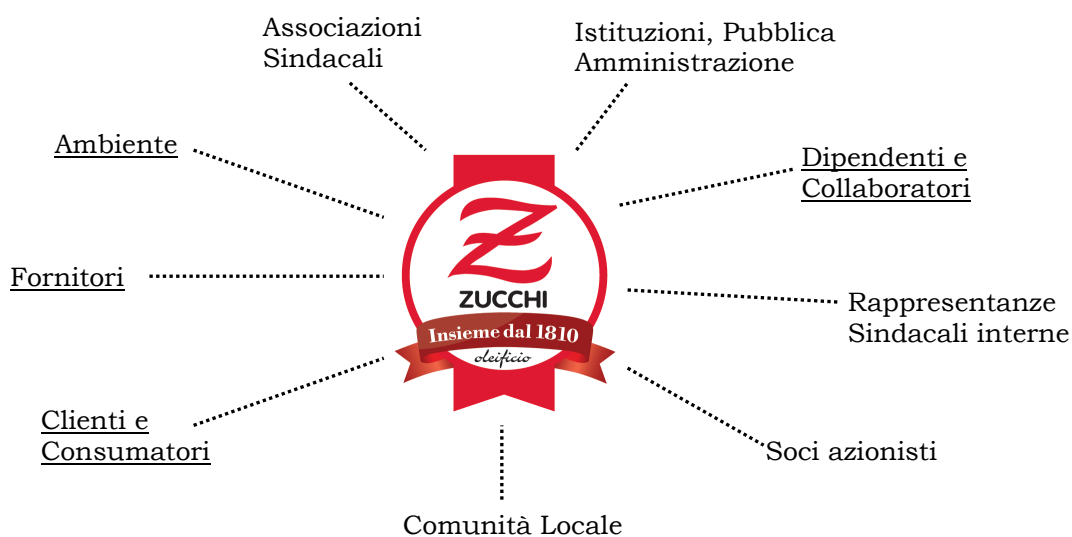 Associazioni
Sindacali
Istituzioni, Pubblica
Amministrazione
Ambiente
Dipendenti e
Collaboratori
Fornitori
ZUCCHI
Insieme dal 1810
oleificio
Rappresentanze
Sindacali interne
Clienti e
Consumatori
Soci azionisti
Comunità Locale